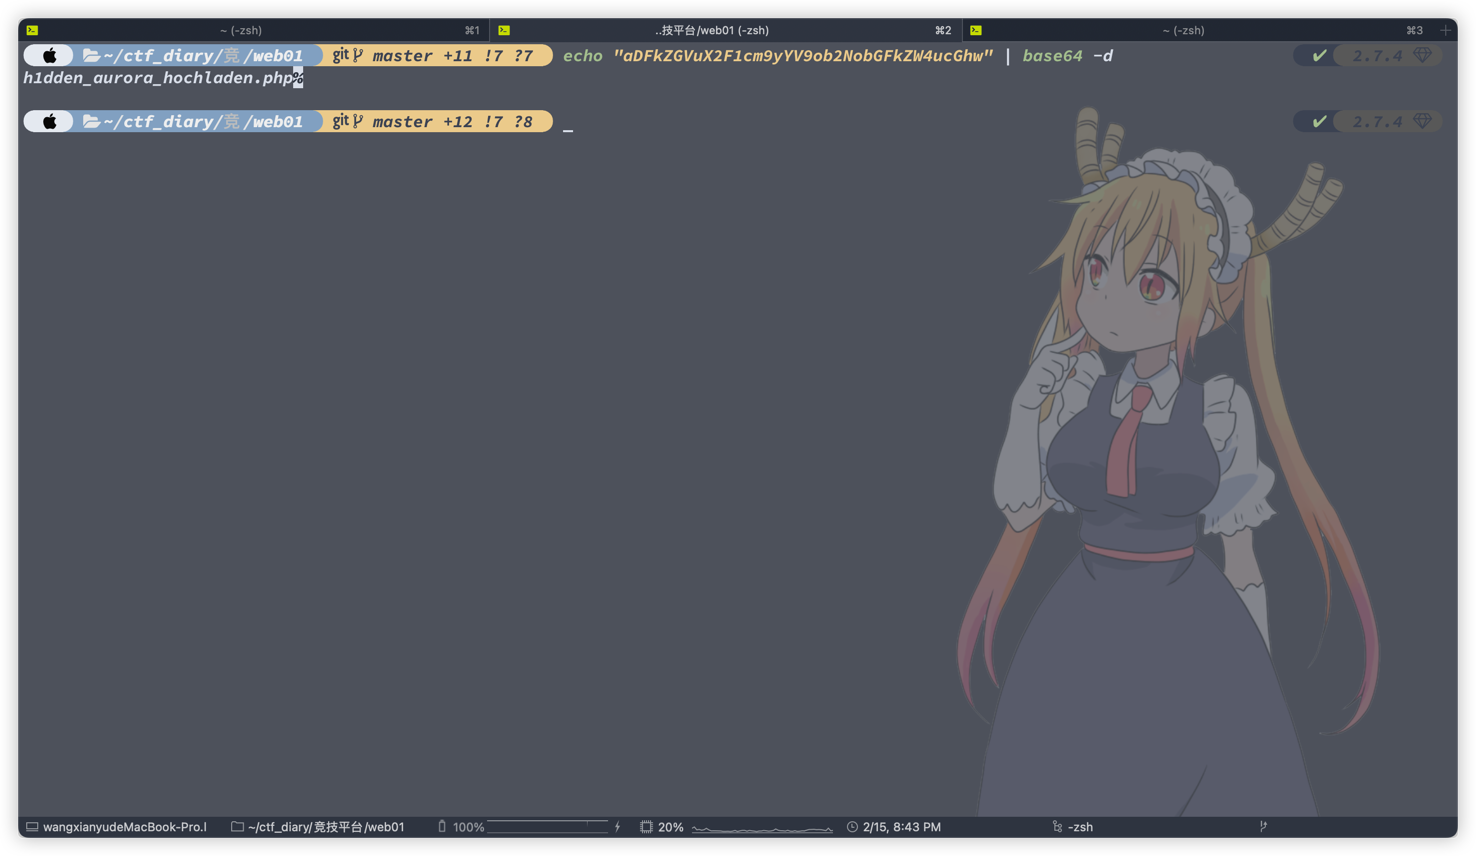 ~ (-zsh) ⌘1 ..技平台/web01 (-zsh) ⌘2 ~ (-zsh) ⌘3
~/ctf_diary/竞/web01 git master +11 !7 ?7 echo "aDFkZGVuX2F1cm9yYV9ob2NobGFkZW4ucGhw" | base64 -d ✔ 2.7.4
h1dden_aurora_hochladen.php%
~/ctf_diary/竞/web01 git master +12 !7 ?8 _ ✔ 2.7.4
wangxianyudeMacBook-Pro.l ~/ctf_diary/竞技平台/web01 100% 20% 2/15, 8:43 PM -zsh